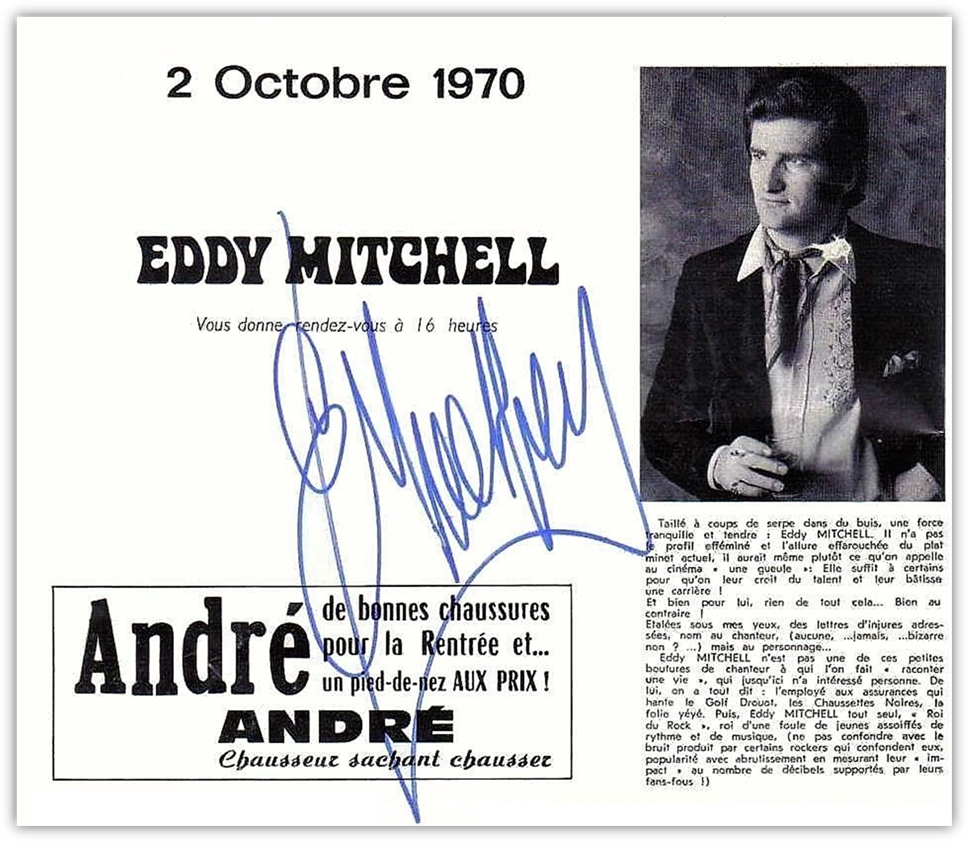 2 Octobre 1970
EDDY MITCHELL
Vous donne rendez-vous à 16 heures
André
de bonnes chaussures
pour la Rentrée et...
un pied-de-nez AUX PRIX !
ANDRÉ
Chausseur sachant chausser
Taillé à coups de serpe dans du buis, une force
tranquille et tendre : Eddy MITCHELL. Il n'a pas
le profil efféminé et l'allure effarouchée du plat
minet actuel, il aurait même plutôt ce qu'on appelle
au cinéma « une gueule »: Elle suffit à certains
pour qu'on leur croit du talent et leur bâtisse
une carrière !
Et bien pour lui, rien de tout cela... Bien au
contraire !
Etalées sous mes yeux, des lettres d'injures adres-
sées, nom au chanteur, (aucune, ...jamais, ...bizarre
non ? ...) mais au personnage...
Eddy MITCHELL n'est pas une de ces petites
boutures de chanteur à qui l'on fait « raconter
une vie », qui jusqu'ici n'a intéressé personne. De
lui, on a tout dit : l'employé aux assurances qui
hante le Golf Drouot, les Chaussettes Noires, la
folie yéyé. Puis, Eddy MITCHELL tout seul, « Roi
du Rock », roi d'une foule de jeunes assoiffés de
rythme et de musique, (ne pas confondre avec le
bruit produit par certains rockers qui confondent eux,
popularité avec abrutissement en mesurant leur « im-
pact » au nombre de décibels supportés par leurs
fans-fous !)